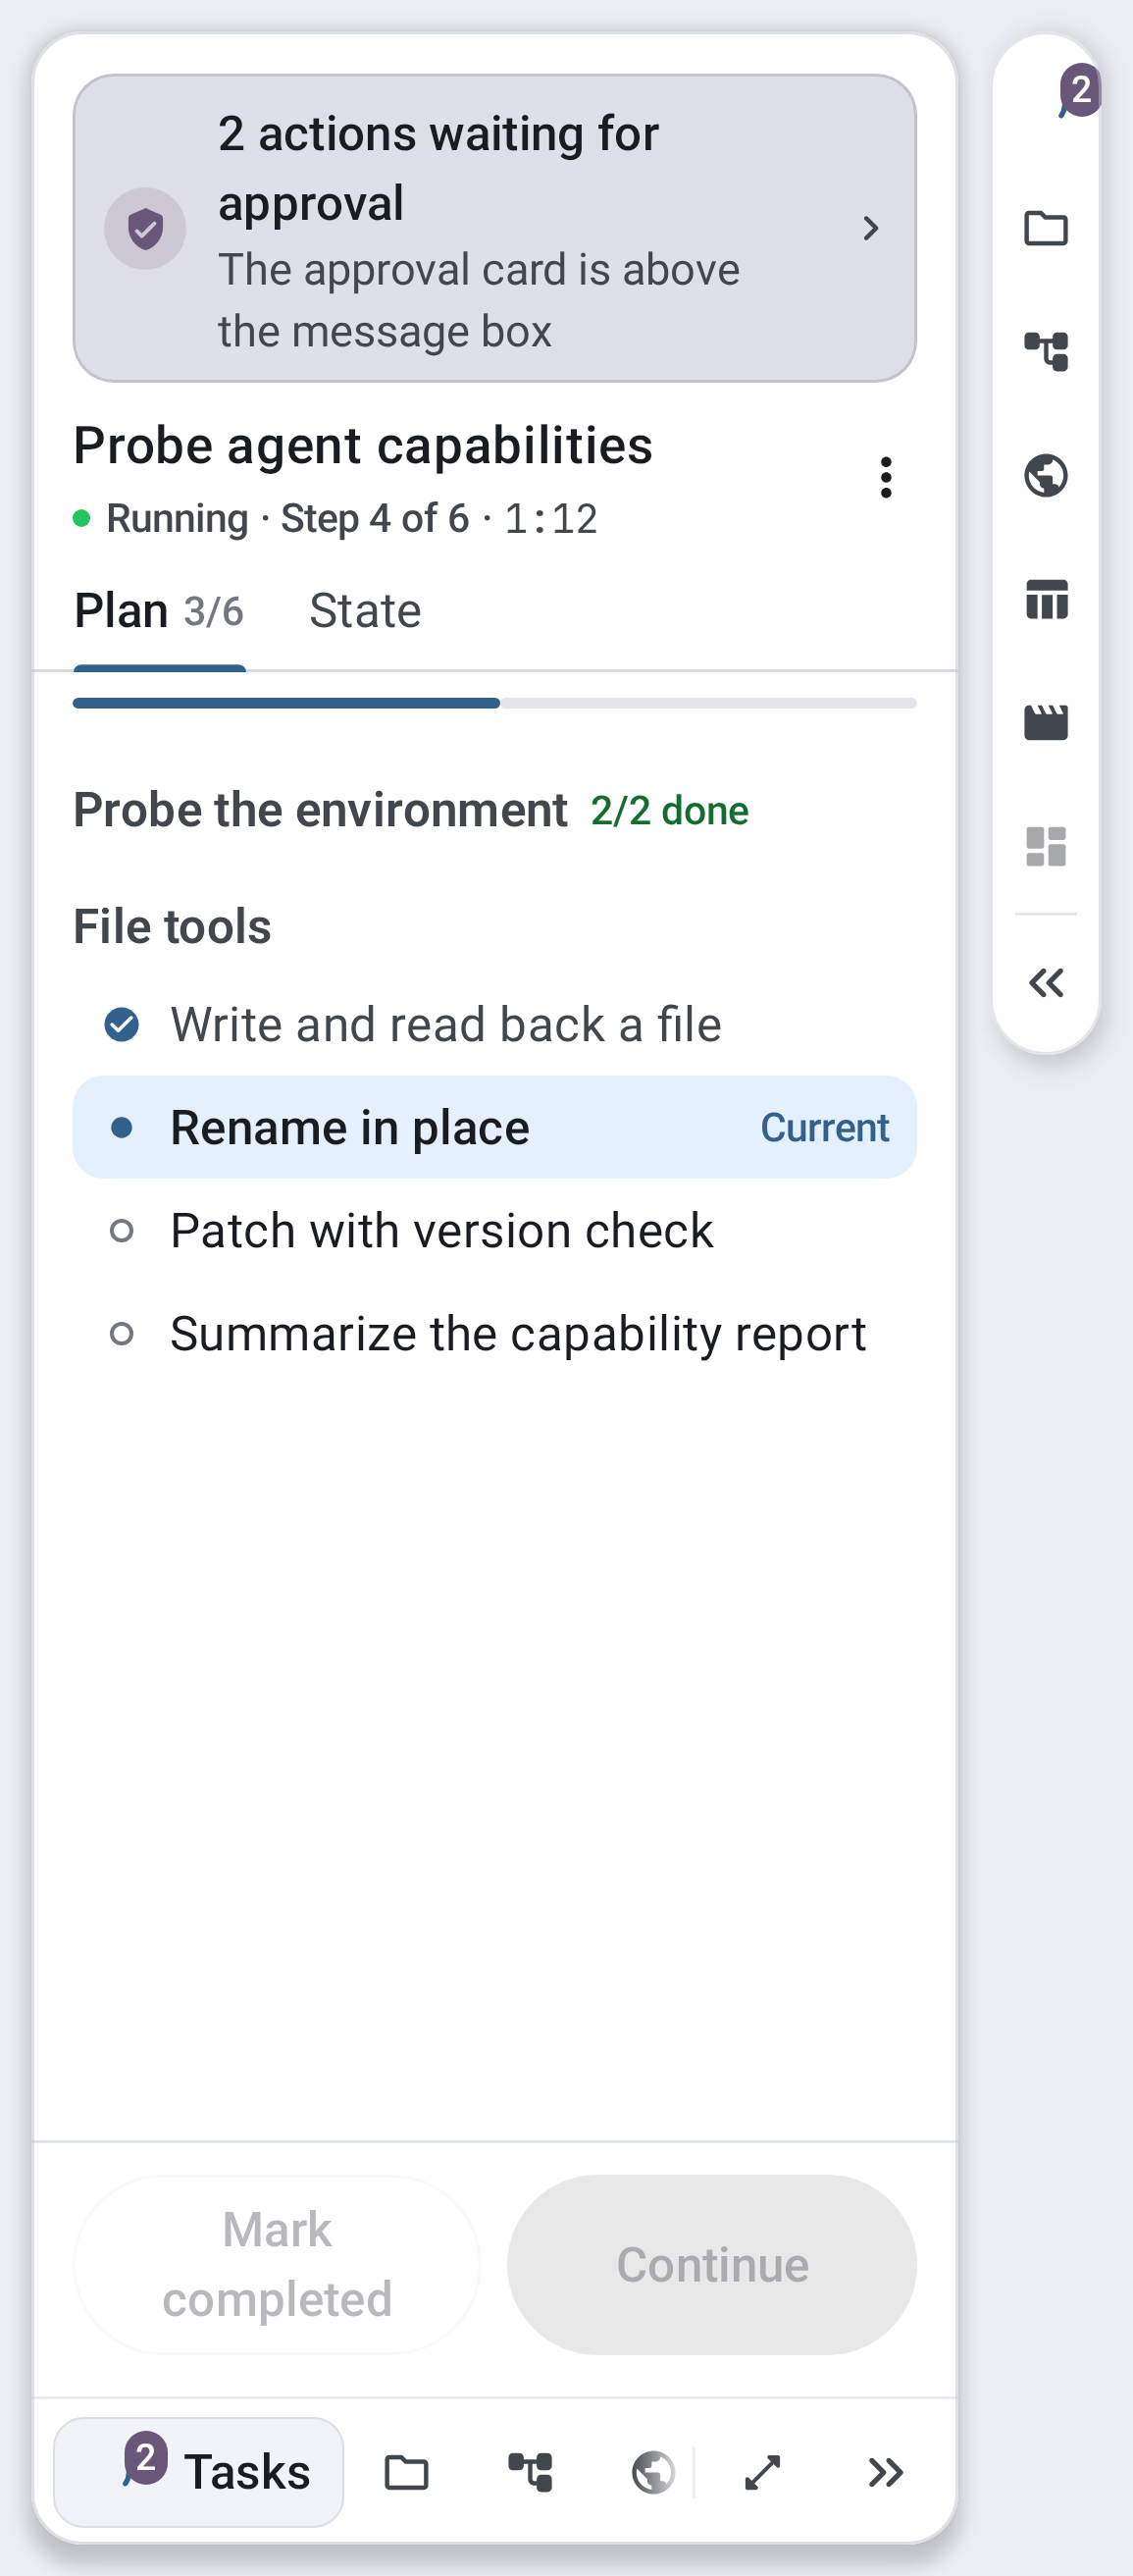 2 actions waiting for
approval
The approval card is above
the message box
2
Probe agent capabilities
Running · Step 4 of 6 · 1:12
Plan 3/6 State
Probe the environment 2/2 done
File tools
Write and read back a file
Rename in place Current
Patch with version check
Summarize the capability report
Mark
completed
Continue
2 Tasks